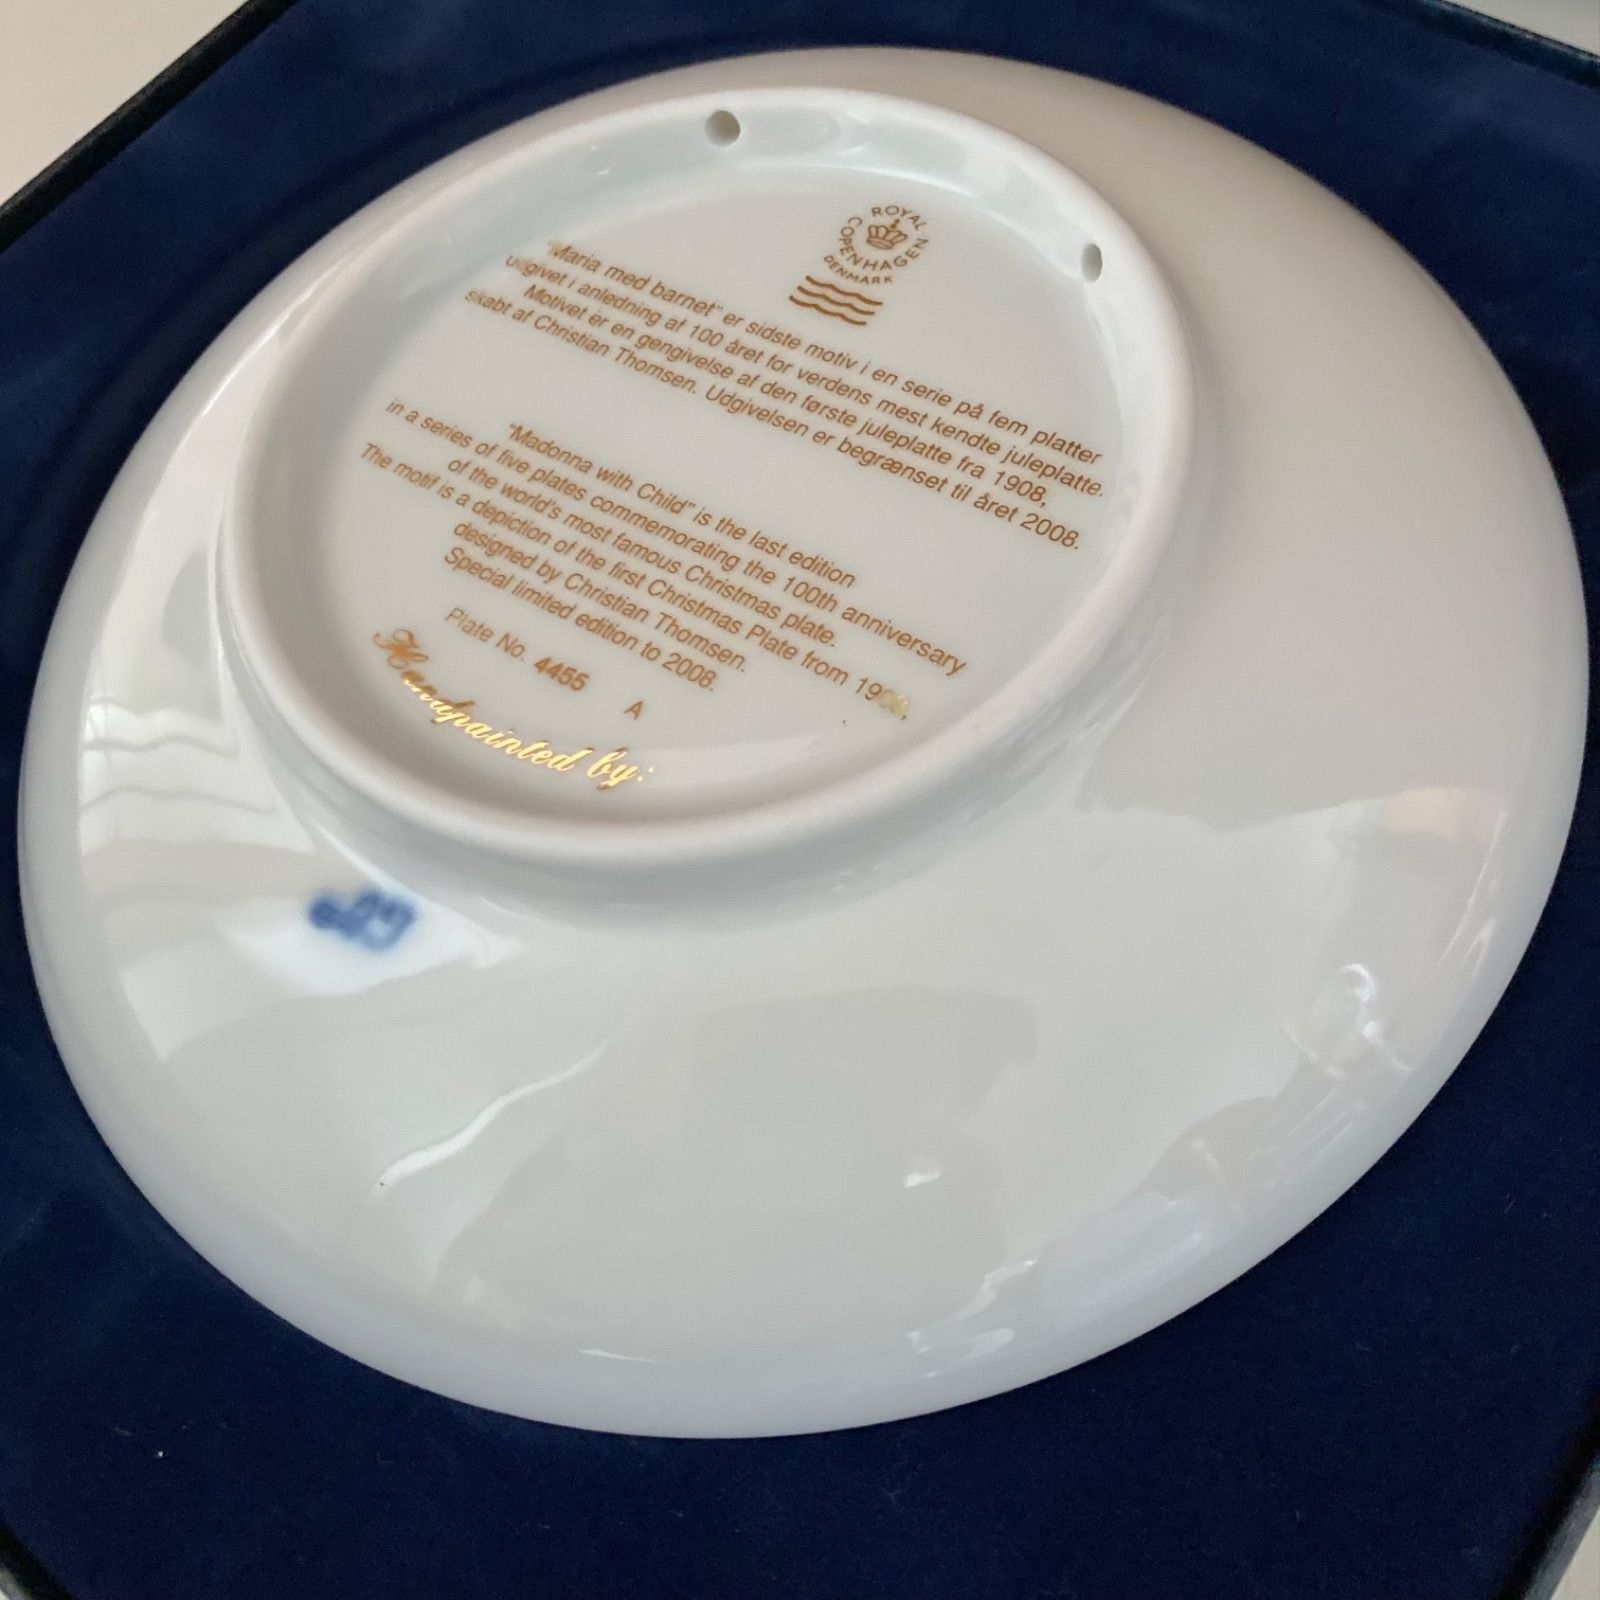 ROYAL COPENHAGEN
DENMARK
"Maria med barnet" er sidste motiv i en serie på fem platter
udgivet i anledning af 100 året for verdens mest kendte juleplatte.
Motivet er en gengivelse af den første juleplatte fra 1908,
skabt af Christian Thomsen. Udgivelsen er begrænset til året 2008.
"Madonna with Child" is the last edition
in a series of five plates commemorating the 100th anniversary
of the world's most famous Christmas plate.
The motif is a depiction of the first Christmas Plate from 1908,
designed by Christian Thomsen.
Special limited edition to 2008.
Plate No. 4455 A
Handpainted by: